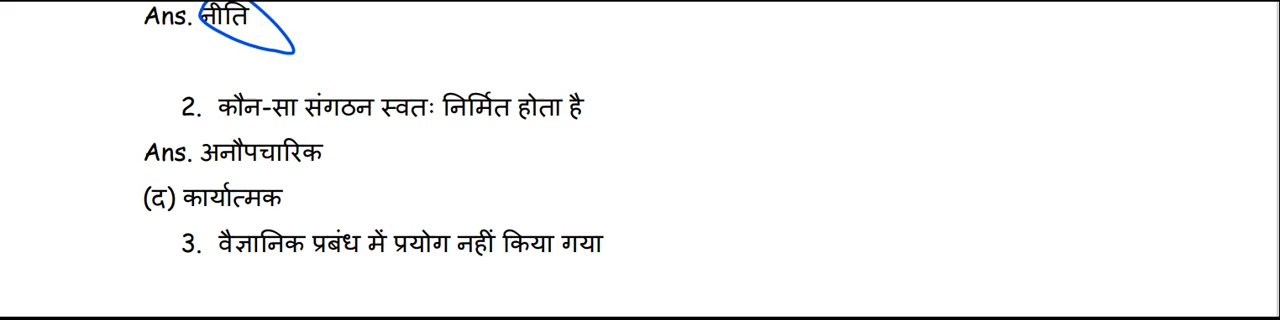 Ans. नीति
2. कौन-सा संगठन स्वतः निर्मित होता है
Ans. अनौपचारिक
(द) कार्यात्मक
3. वैज्ञानिक प्रबंध में प्रयोग नहीं किया गया